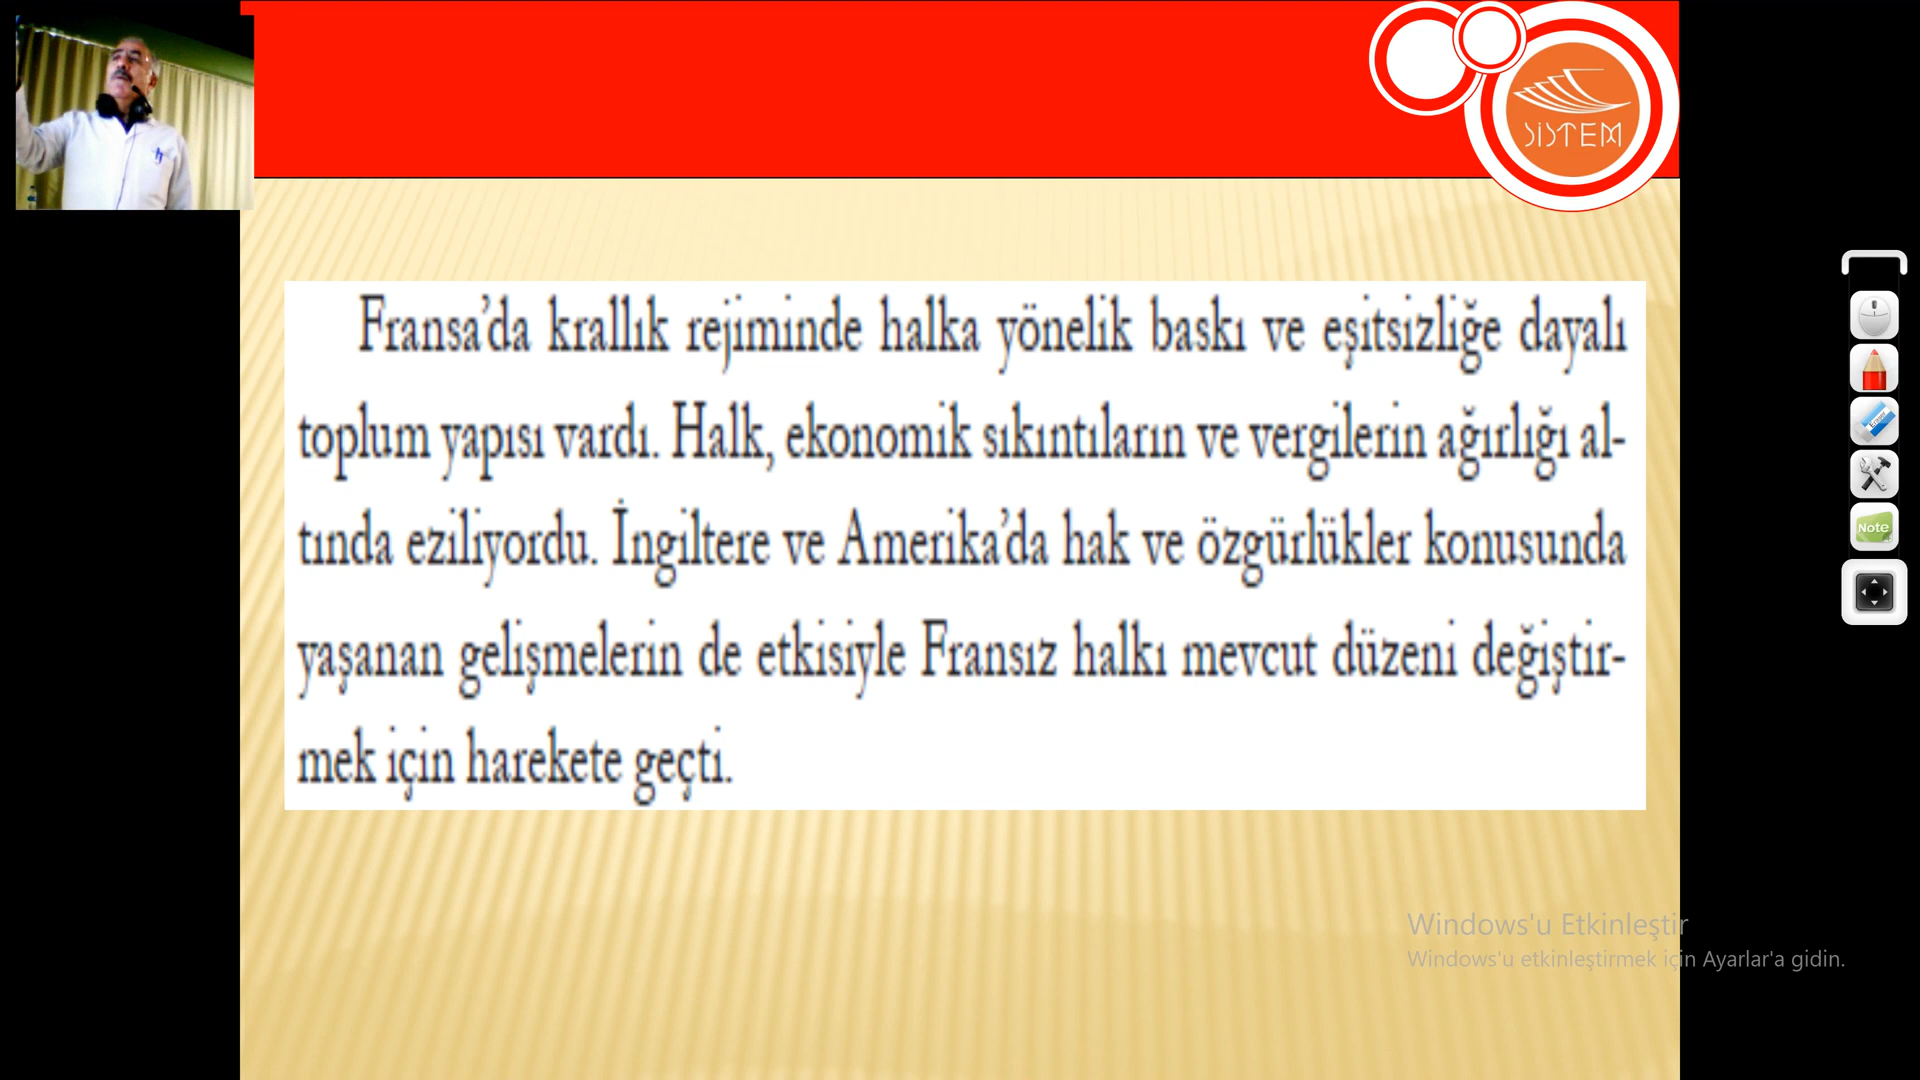 SİSTEM
Fransa'da krallık rejiminde halka yönelik baskı ve eşitsizliğe dayalı
toplum yapısı vardı. Halk, ekonomik sıkıntıların ve vergilerin ağırlığı al-
tında eziliyordu. İngiltere ve Amerika'da hak ve özgürlükler konusunda
yaşanan gelişmelerin de etkisiyle Fransız halkı mevcut düzeni değiştir-
mek için harekete geçti.
Note
Windows'u Etkinleştir
Windows'u etkinleştirmek için Ayarlar'a gidin.